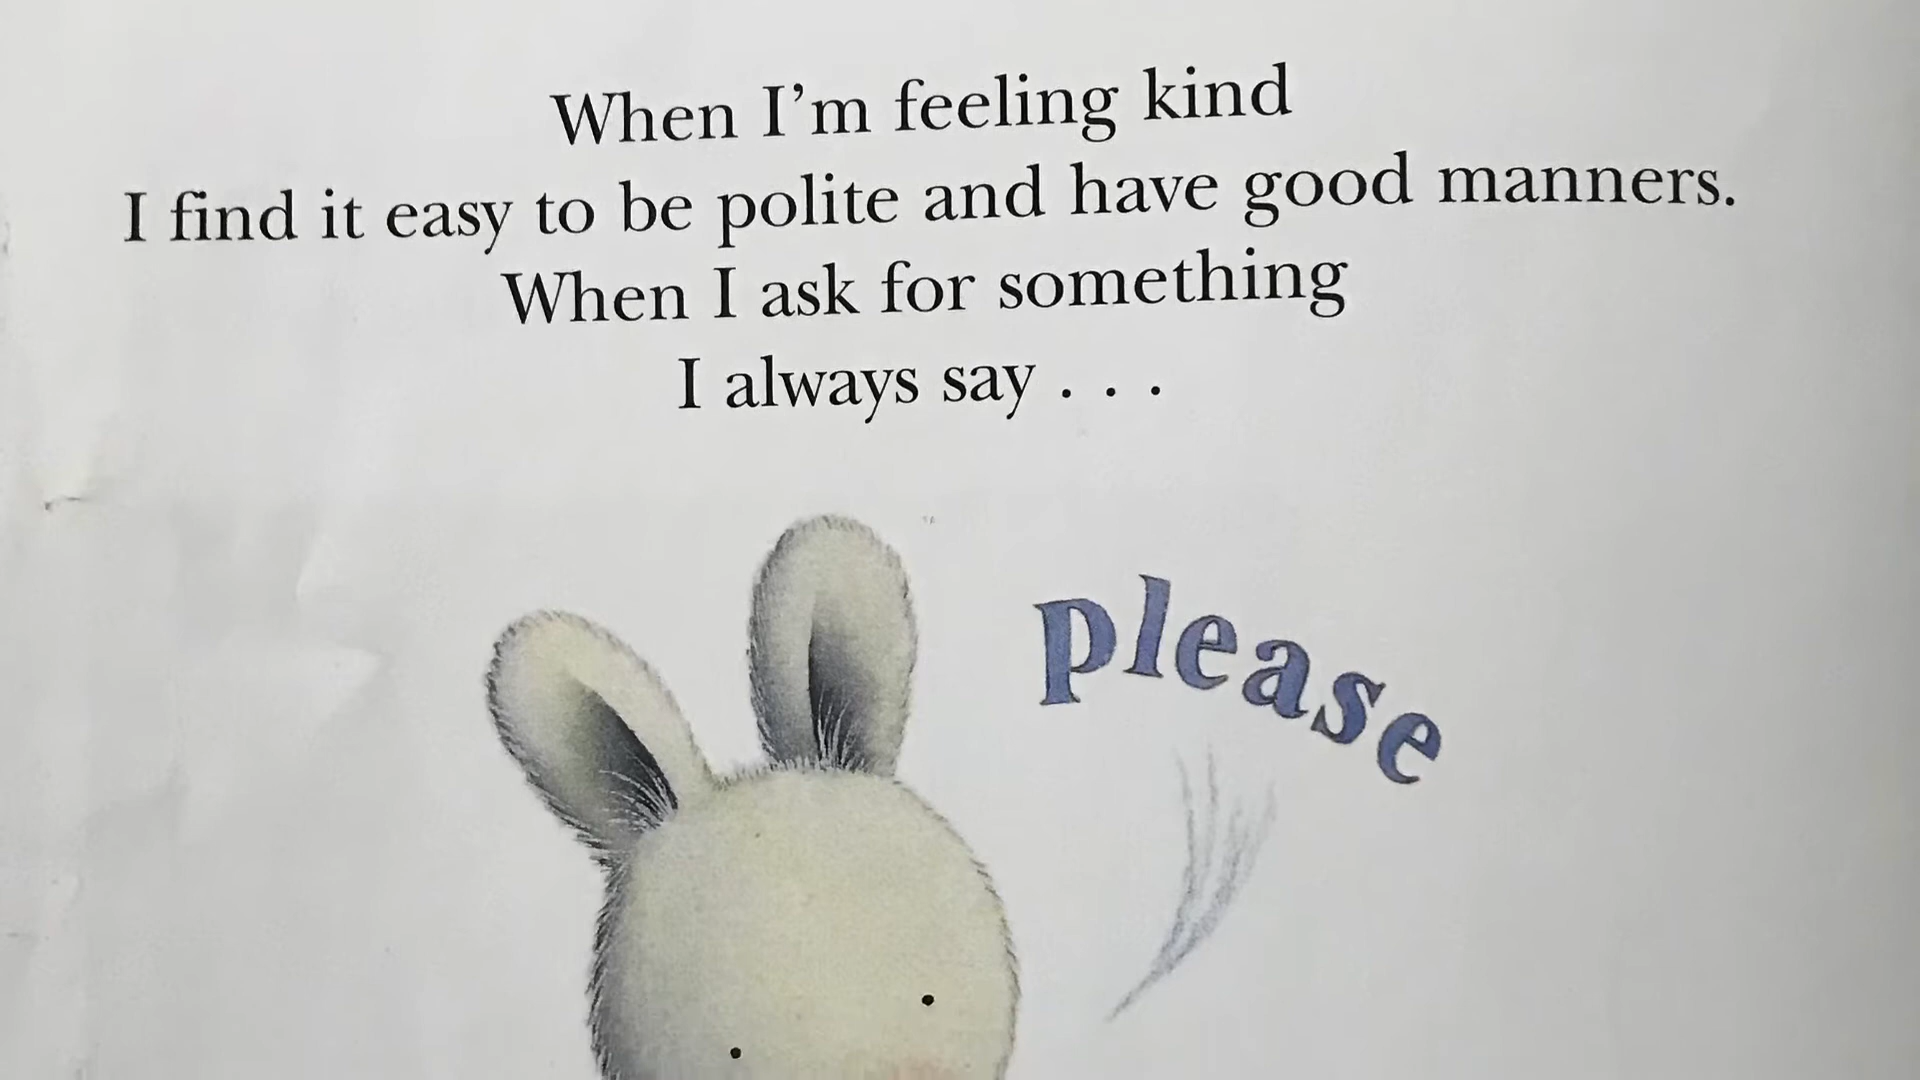 When I’m feeling kind
I find it easy to be polite and have good manners.
When I ask for something
I always say . . .
please